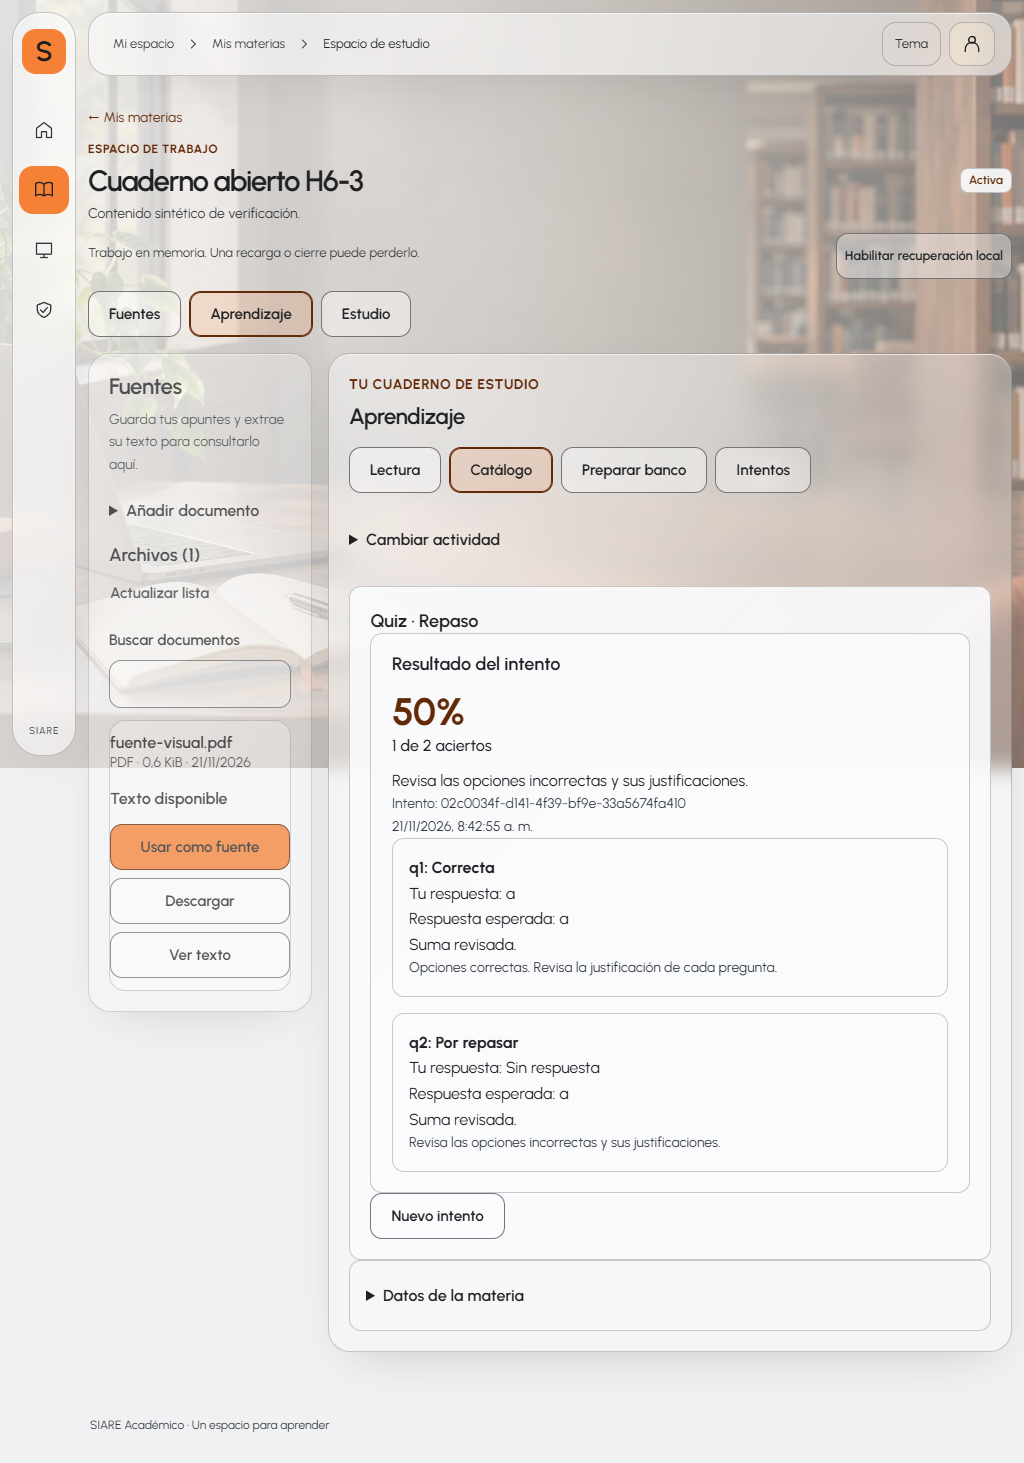 S
Mi espacio > Mis materias > Espacio de estudio
Tema
← Mis materias
ESPACIO DE TRABAJO
Cuaderno abierto H6-3
Activa
Contenido sintético de verificación.
Trabajo en memoria. Una recarga o cierre puede perderlo.
Habilitar recuperación local
Fuentes
Aprendizaje
Estudio
Fuentes
Guarda tus apuntes y extrae
su texto para consultarlo
aquí.
Añadir documento
Archivos (1)
Actualizar lista
Buscar documentos
fuente-visual.pdf
PDF · 0,6 KiB · 21/11/2026
Texto disponible
Usar como fuente
Descargar
Ver texto
SIARE
TU CUADERNO DE ESTUDIO
Aprendizaje
Lectura
Catálogo
Preparar banco
Intentos
Cambiar actividad
Quiz · Repaso
Resultado del intento
50%
1 de 2 aciertos
Revisa las opciones incorrectas y sus justificaciones.
Intento: 02c0034f-d141-4f39-bf9e-33a5674fa410
21/11/2026, 8:42:55 a. m.
q1: Correcta
Tu respuesta: a
Respuesta esperada: a
Suma revisada.
Opciones correctas. Revisa la justificación de cada pregunta.
q2: Por repasar
Tu respuesta: Sin respuesta
Respuesta esperada: a
Suma revisada.
Revisa las opciones incorrectas y sus justificaciones.
Nuevo intento
Datos de la materia
SIARE Académico · Un espacio para aprender